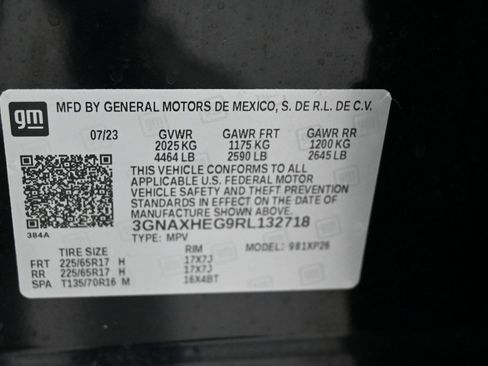 gm MFD BY GENERAL MOTORS DE MEXICO, S. DE R.L. DE C.V.
07/23 GVWR GAWR FRT GAWR RR
2025 KG 1175 KG 1200 KG
4464 LB 2590 LB 2645 LB
THIS VEHICLE CONFORMS TO ALL
APPLICABLE U.S. FEDERAL MOTOR
VEHICLE SAFETY AND THEFT PREVENTION
STANDARDS IN EFFECT ON THE DATE OF
MANUFACTURE SHOWN ABOVE.
3GNAXHEG9RL132718
384A TYPE: MPV MODEL: 981XP26
TIRE SIZE RIM
FRT 225/65R17 H 17X7J
RR 225/65R17 H 17X7J
SPA T135/70R16 M 16X4BT